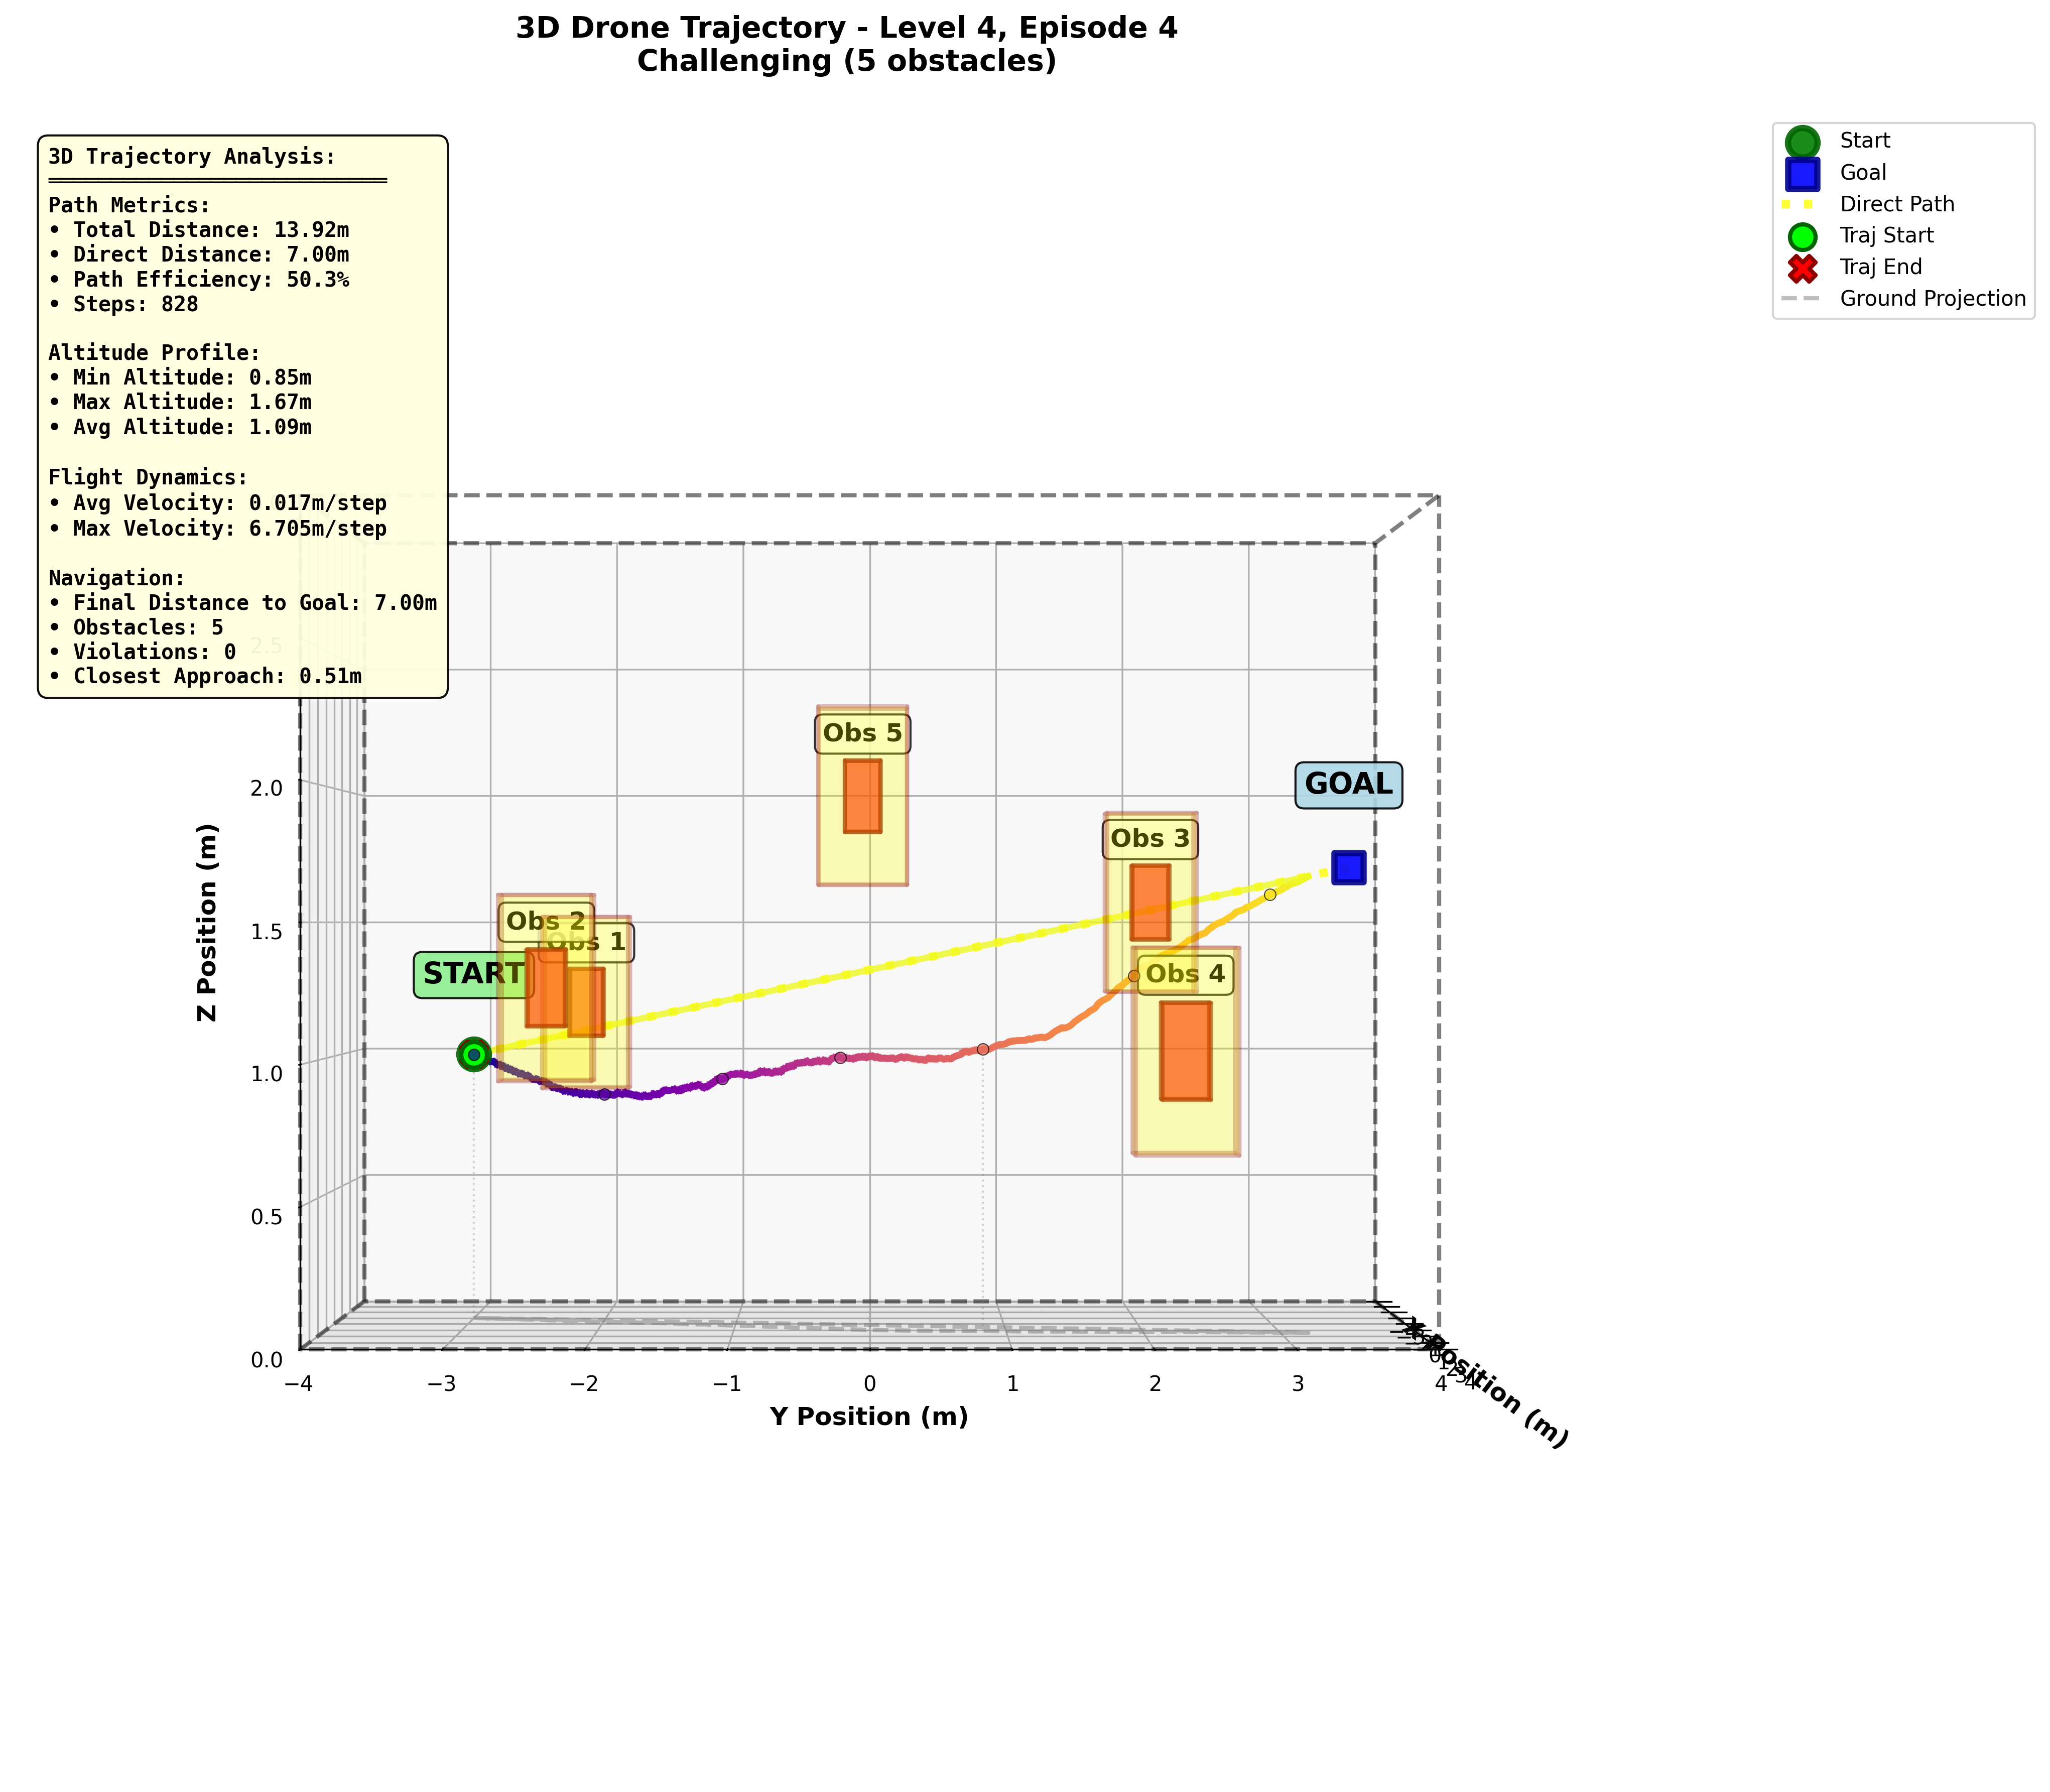 3D Drone Trajectory - Level 4, Episode 4
Challenging (5 obstacles)
3D Trajectory Analysis:
Path Metrics:
• Total Distance: 13.92m
• Direct Distance: 7.00m
• Path Efficiency: 50.3%
• Steps: 828
Altitude Profile:
• Min Altitude: 0.85m
• Max Altitude: 1.67m
• Avg Altitude: 1.09m
Flight Dynamics:
• Avg Velocity: 0.017m/step
• Max Velocity: 6.705m/step
Navigation:
• Final Distance to Goal: 7.00m
• Obstacles: 5
• Violations: 0
• Closest Approach: 0.51m
Start
Goal
Direct Path
Traj Start
Traj End
Ground Projection
2.5
2.0
1.5
1.0
0.5
0.0
Z Position (m)
Obs 5
GOAL
Obs 3
Obs 2
Obs 1
START
Obs 4
−4
−3
−2
−1
0
1
2
3
4
Y Position (m)
X Position (m)